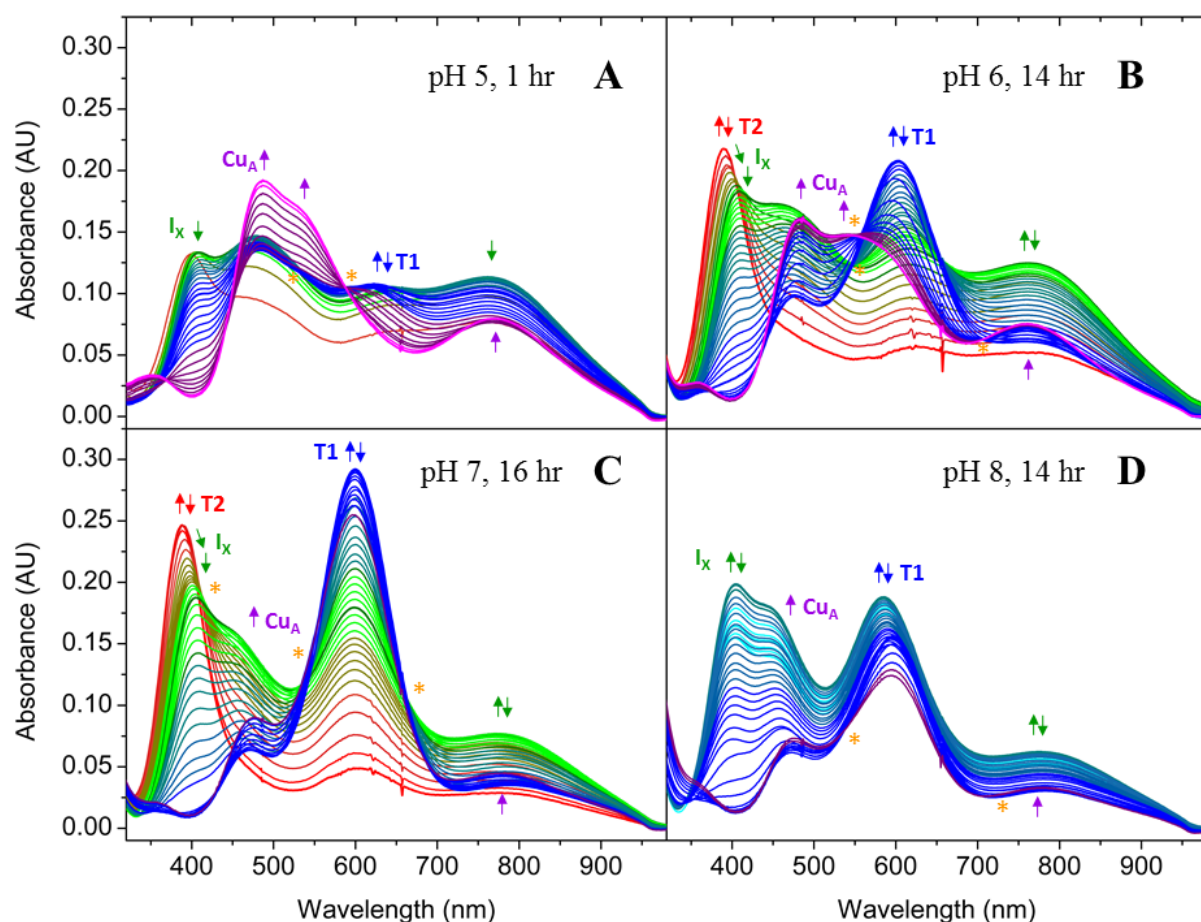 pH 5, 1 hr A
CuA
IX
T1
*
*
pH 6, 14 hr B
T2
IX
CuA
T1
*
*
*
0.30
0.25
0.20
0.15
0.10
0.05
0.00
Absorbance (AU)
pH 7, 16 hr C
T1
T2
IX
CuA
*
*
*
pH 8, 14 hr D
IX
T1
CuA
*
*
0.30
0.25
0.20
0.15
0.10
0.05
0.00
Absorbance (AU)
400 500 600 700 800 900
400 500 600 700 800 900
Wavelength (nm)
Wavelength (nm)